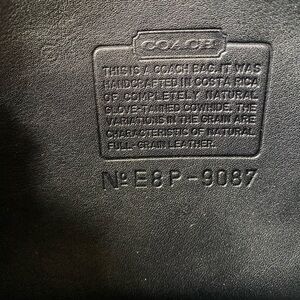 COACH
THIS IS A COACH BAG. IT WAS
HANDCRAFTED IN COSTA RICA
OF COMPLETELY NATURAL
GLOVE-TANNED COWHIDE. THE
VARIATIONS IN THE GRAIN ARE
CHARACTERISTIC OF NATURAL
FULL-GRAIN LEATHER.
No E8P-9087